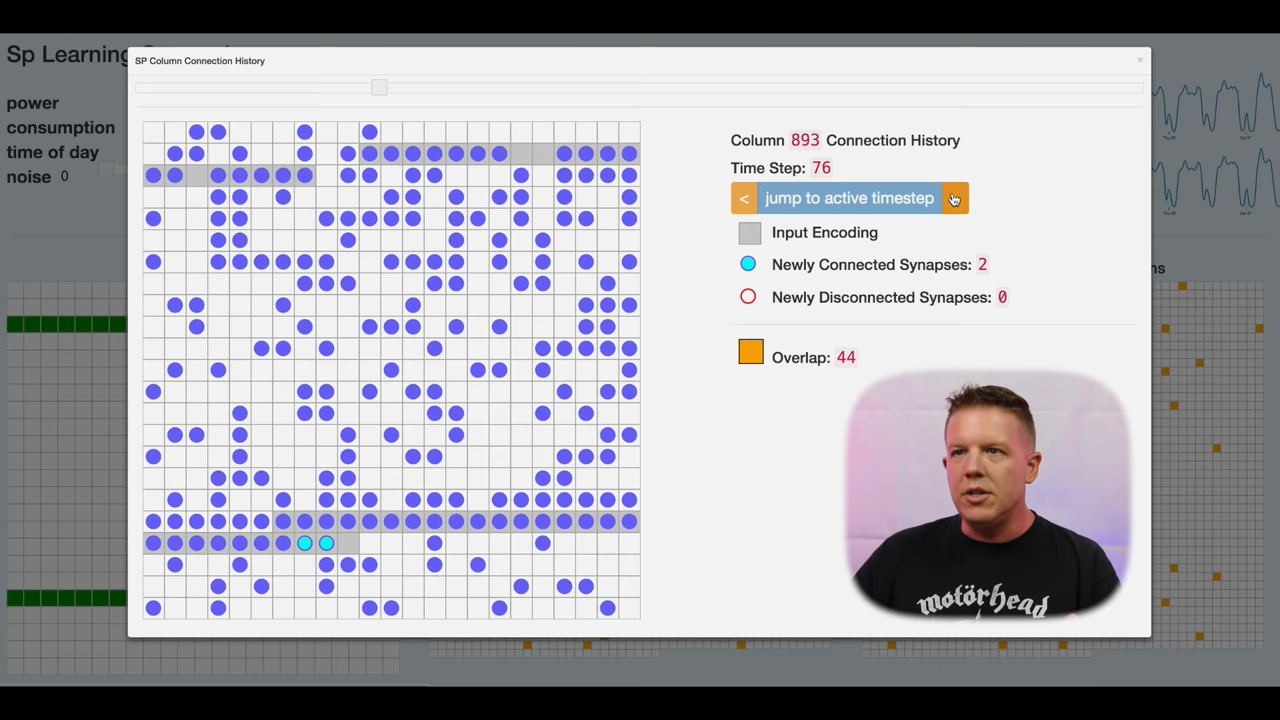 Sp Learning
SP Column Connection History
×
power
consumption
time of day
noise 0
Column 893 Connection History
Time Step: 76
< jump to active timestep
Input Encoding
Newly Connected Synapses: 2
Newly Disconnected Synapses: 0
Overlap: 44
ns
motörhead